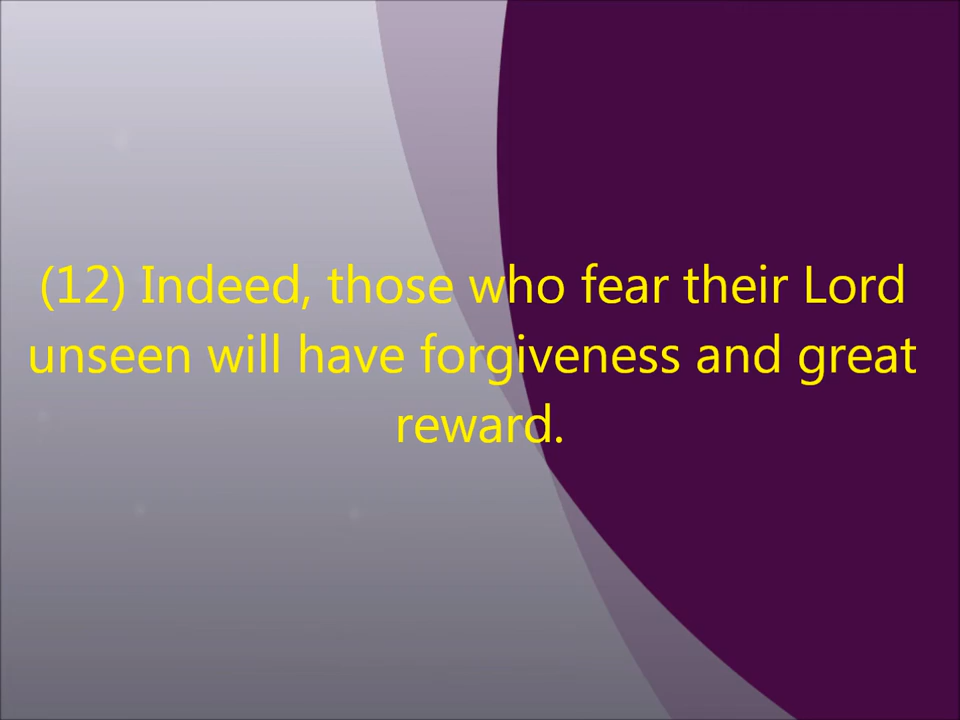 (12) Indeed, those who fear their Lord
unseen will have forgiveness and great
reward.